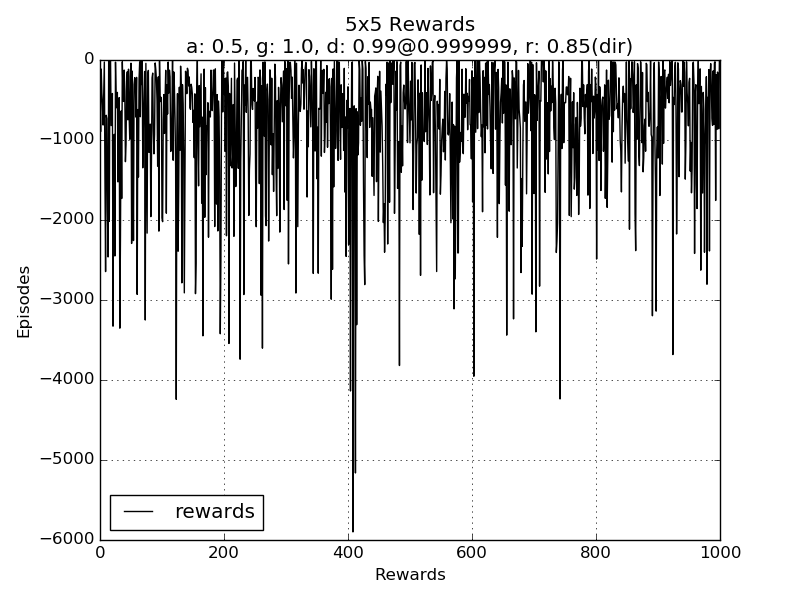 5x5 Rewards
a: 0.5, g: 1.0, d: 0.99@0.999999, r: 0.85(dir)
0
−1000
−2000
−3000
−4000
−5000
−6000
Episodes
rewards
0 200 400 600 800 1000
Rewards